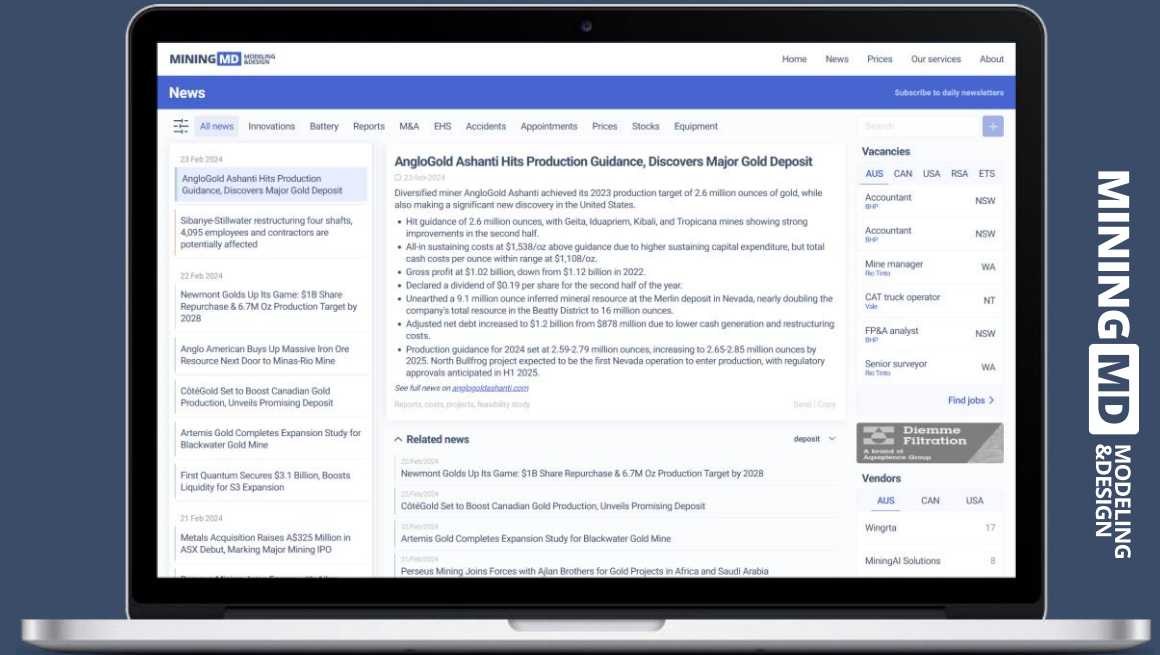 MINING MD MODELING &DESIGN
Home News Prices Our services About
News
Subscribe to daily newsletters
All news Innovations Battery Reports M&A EHS Accidents Appointments Prices Stocks Equipment
Search
+
23 Feb 2024
AngloGold Ashanti Hits Production
Guidance, Discovers Major Gold Deposit
Sibanye-Stillwater restructuring four shafts,
4,095 employees and contractors are
potentially affected
22 Feb 2024
Newmont Golds Up Its Game: $1B Share
Repurchase & 6.7M Oz Production Target by
2028
Anglo American Buys Up Massive Iron Ore
Resource Next Door to Minas-Rio Mine
CôtéGold Set to Boost Canadian Gold
Production, Unveils Promising Deposit
Artemis Gold Completes Expansion Study for
Blackwater Gold Mine
First Quantum Secures $3.1 Billion, Boosts
Liquidity for S3 Expansion
21 Feb 2024
Metals Acquisition Raises A$325 Million in
ASX Debut, Marking Major Mining IPO
AngloGold Ashanti Hits Production Guidance, Discovers Major Gold Deposit
23-feb-2024
Diversified miner AngloGold Ashanti achieved its 2023 production target of 2.6 million ounces of gold, while
also making a significant new discovery in the United States.
• Hit guidance of 2.6 million ounces, with Geita, Iduapriem, Kibali, and Tropicana mines showing strong
improvements in the second half.
• All-in sustaining costs at $1,538/oz above guidance due to higher sustaining capital expenditure, but total
cash costs per ounce within range at $1,108/oz.
• Gross profit at $1.02 billion, down from $1.12 billion in 2022.
• Declared a dividend of $0.19 per share for the second half of the year.
• Unearthed a 9.1 million ounce inferred mineral resource at the Merlin deposit in Nevada, nearly doubling the
company's total resource in the Beatty District to 16 million ounces.
• Adjusted net debt increased to $1.2 billion from $878 million due to lower cash generation and restructuring
costs.
• Production guidance for 2024 set at 2.59-2.79 million ounces, increasing to 2.65-2.85 million ounces by
2025. North Bullfrog project expected to be the first Nevada operation to enter production, with regulatory
approvals anticipated in H1 2025.
See full news on anglogoldashanti.com
Reports, costs, projects, feasibility study
Send | Copy
Related news
deposit
22/Feb/2024
Newmont Golds Up Its Game: $1B Share Repurchase & 6.7M Oz Production Target by 2028
22/Feb/2024
CôtéGold Set to Boost Canadian Gold Production, Unveils Promising Deposit
22/Feb/2024
Artemis Gold Completes Expansion Study for Blackwater Gold Mine
21/Feb/2024
Perseus Mining Joins Forces with Ajlan Brothers for Gold Projects in Africa and Saudi Arabia
Vacancies
AUS CAN USA RSA ETS
Accountant NSW
BHP
Accountant NSW
BHP
Mine manager WA
Rio Tinto
CAT truck operator NT
Vale
FP&A analyst NSW
BHP
Senior surveyor WA
Rio Tinto
Find jobs
Diemme
Filtration
A brand of
Aqseptence Group
Vendors
AUS CAN USA
Wingrta 17
MiningAI Solutions 8
MINING MD MODELING
&DESIGN